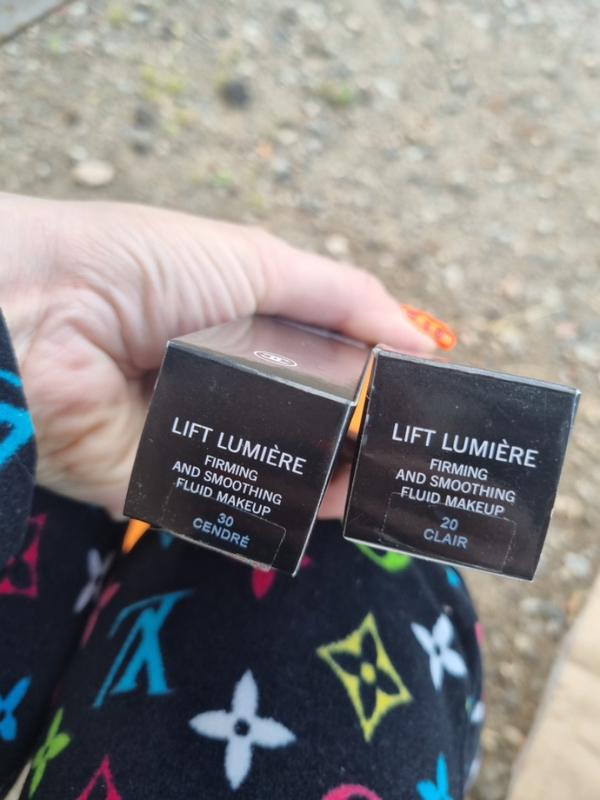 LIFT LUMIÈRE
FIRMING
AND SMOOTHING
FLUID MAKEUP
30
CENDRÉ
LIFT LUMIÈRE
FIRMING
AND SMOOTHING
FLUID MAKEUP
20
CLAIR